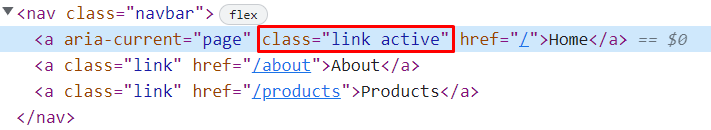 <nav class="navbar"> flex
<a aria-current="page" class="link active" href="/">Home</a> == $0
<a class="link" href="/about">About</a>
<a class="link" href="/products">Products</a>
</nav>